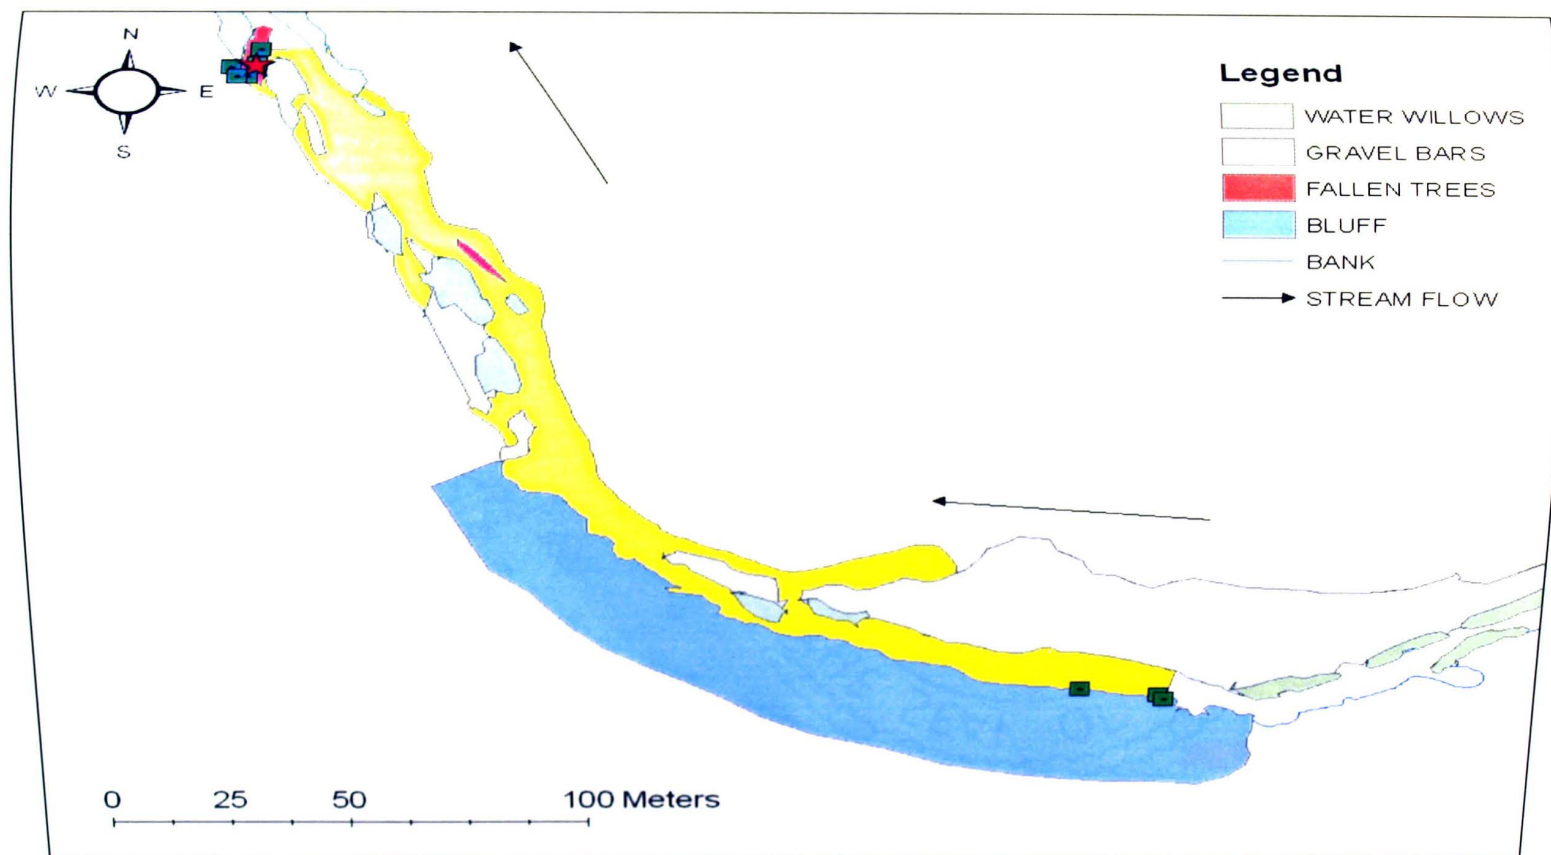 N
W E
S
Legend
WATER WILLOWS
GRAVEL BARS
FALLEN TREES
BLUFF
BANK
STREAM FLOW
0 25 50 100 Meters